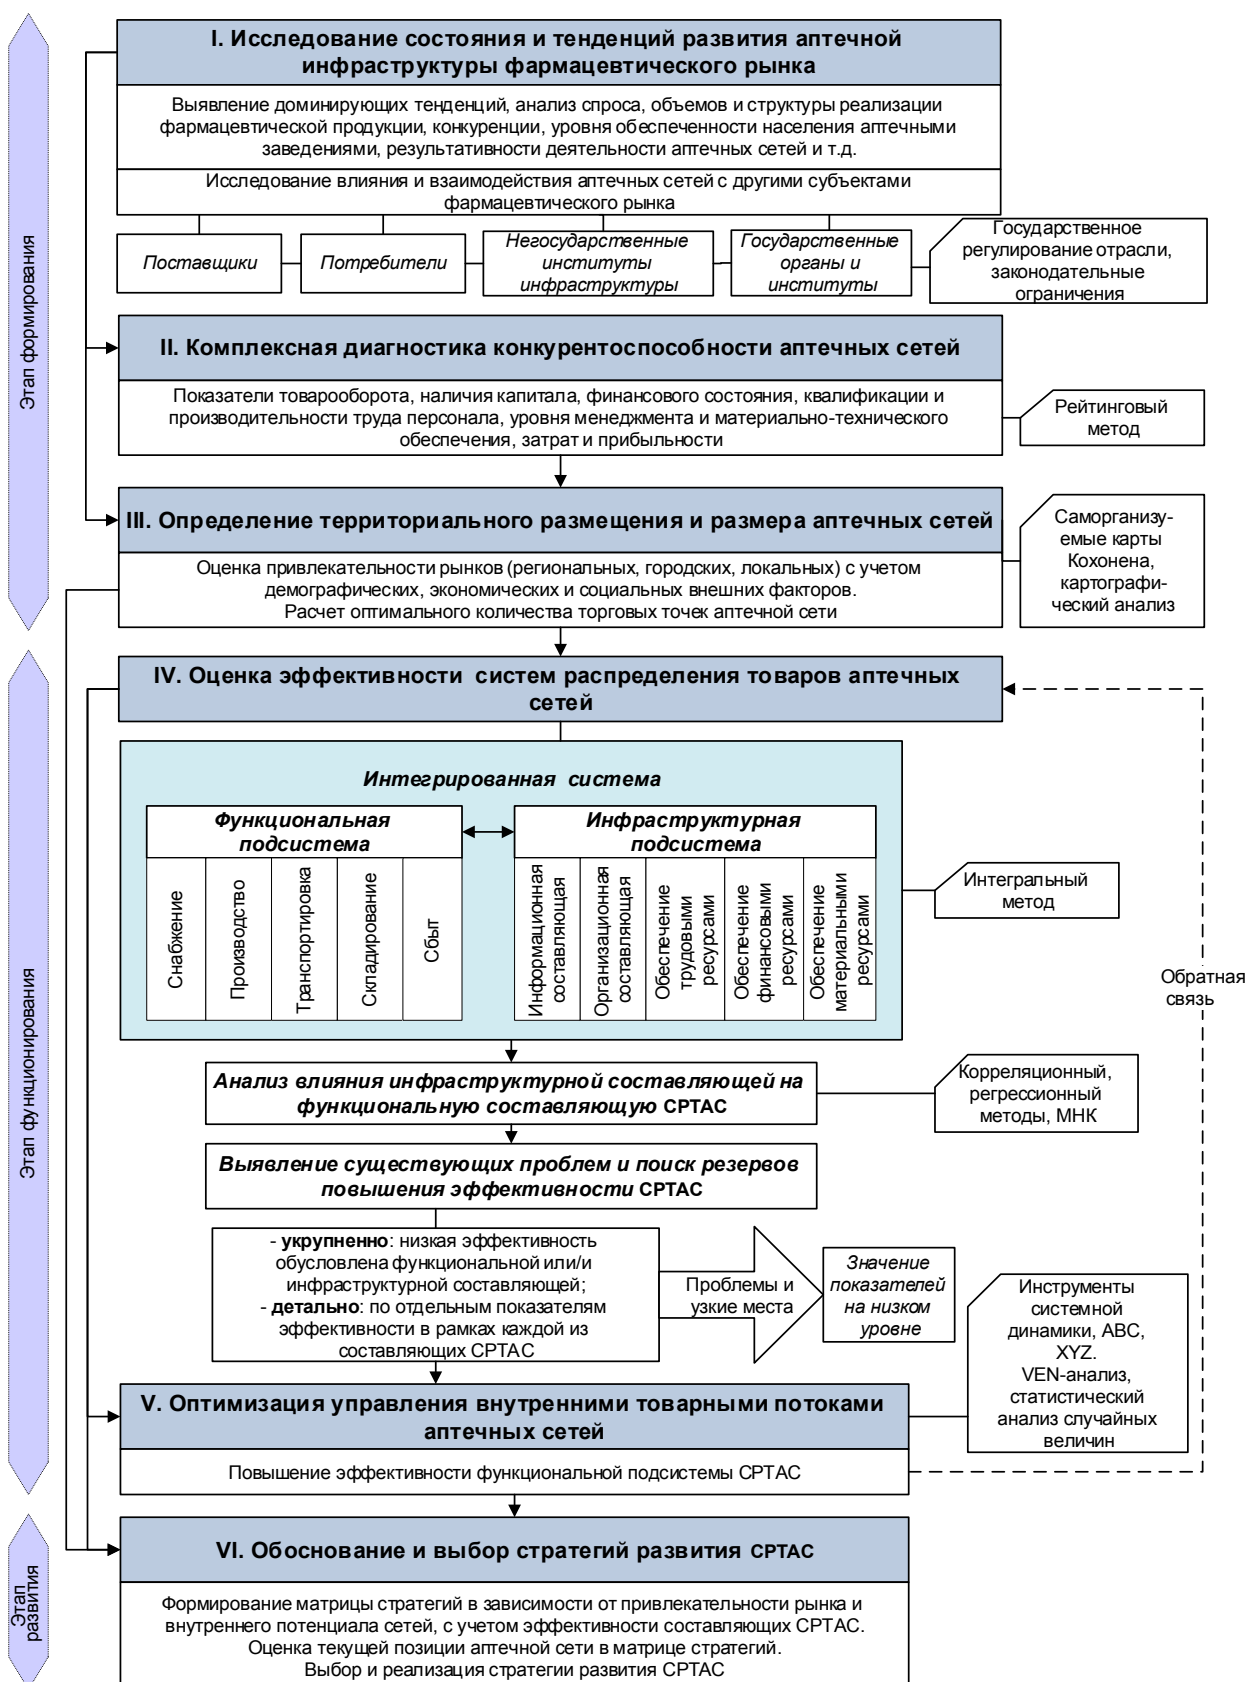 Этап формирования
I. Исследование состояния и тенденций развития аптечной
инфраструктуры фармацевтического рынка
Выявление доминирующих тенденций, анализ спроса, объемов и структуры реализации
фармацевтической продукции, конкуренции, уровня обеспеченности населения аптечными
заведениями, результативности деятельности аптечных сетей и т.д.
Исследование влияния и взаимодействия аптечных сетей с другими субъектами
фармацевтического рынка
Поставщики
Потребители
Негосударственные
институты
инфраструктуры
Государственные
органы и
институты
Государственное
регулирование отрасли,
законодательные
ограничения
II. Комплексная диагностика конкурентоспособности аптечных сетей
Показатели товарооборота, наличия капитала, финансового состояния, квалификации и
производительности труда персонала, уровня менеджмента и материально-технического
обеспечения, затрат и прибыльности
Рейтинговый
метод
III. Определение территориального размещения и размера аптечных сетей
Оценка привлекательности рынков (региональных, городских, локальных) с учетом
демографических, экономических и социальных внешних факторов.
Расчет оптимального количества торговых точек аптечной сети
Саморганизу-
емые карты
Кохонена,
картографи-
ческий анализ
Этап функционирования
IV. Оценка эффективности систем распределения товаров аптечных
сетей
Интегрированная система
Функциональная
подсистема
Снабжение
Производство
Транспортировка
Складирование
Сбыт
Инфраструктурная
подсистема
Информационная
составляющая
Организационная
составляющая
Обеспечение
трудовыми
ресурсами
Обеспечение
финансовыми
ресурсами
Обеспечение
материальными
ресурсами
Интегральный
метод
Обратная
связь
Анализ влияния инфраструктурной составляющей на
функциональную составляющую СРТАС
Корреляционный,
регрессионный
методы, МНК
Выявление существующих проблем и поиск резервов
повышения эффективности СРТАС
- укрупненно: низкая эффективность
обусловлена функциональной или/и
инфраструктурной составляющей;
- детально: по отдельным показателям
эффективности в рамках каждой из
составляющих СРТАС
Проблемы и
узкие места
Значение
показателей
на низком
уровне
Инструменты
системной
динамики, ABC,
XYZ.
VEN-анализ,
статистический
анализ случайных
величин
V. Оптимизация управления внутренними товарными потоками
аптечных сетей
Повышение эффективности функциональной подсистемы СРТАС
Этап
развития
VI. Обоснование и выбор стратегий развития СРТАС
Формирование матрицы стратегий в зависимости от привлекательности рынка и
внутреннего потенциала сетей, с учетом эффективности составляющих СРТАС.
Оценка текущей позиции аптечной сети в матрице стратегий.
Выбор и реализация стратегии развития СРТАС